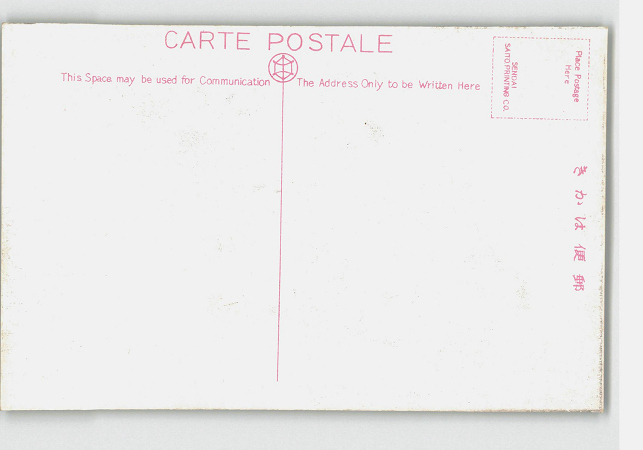 CARTE POSTALE
This Space may be used for Communication
The Address Only to be Written Here
Place Postage
Here
SENDAI
SAITO PRINTING CO.
きかは便郵